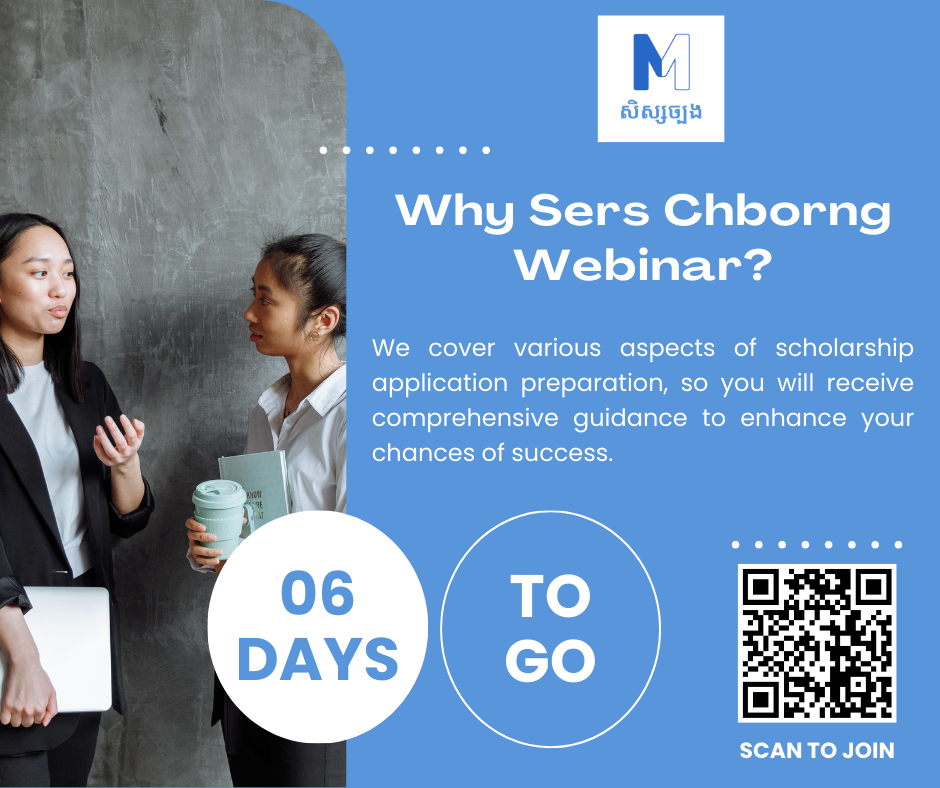 M
សិស្សច្បង
Why Sers Chborng
Webinar?
We cover various aspects of scholarship
application preparation, so you will receive
comprehensive guidance to enhance your
chances of success.
06
DAYS
TO
GO
SCAN TO JOIN